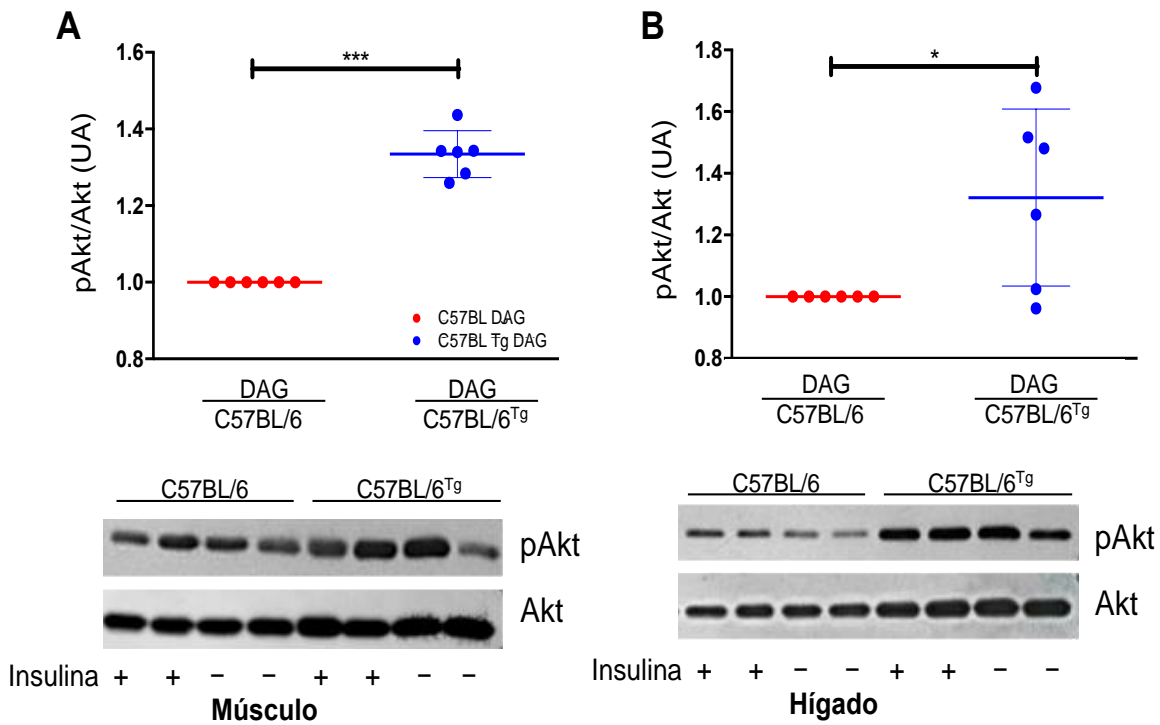 A
pAkt/Akt (UA)
1.6
1.4
1.2
1.0
0.8
***
C57BL DAG
C57BL Tg DAG
DAG
C57BL/6
DAG
C57BL/6Tg
C57BL/6
C57BL/6Tg
pAkt
Akt
Insulina + + − − + + − −
Músculo
B
pAkt/Akt (UA)
1.8
1.6
1.4
1.2
1.0
0.8
*
DAG
C57BL/6
DAG
C57BL/6Tg
C57BL/6
C57BL/6Tg
pAkt
Akt
Insulina + + − − + + − −
Hígado